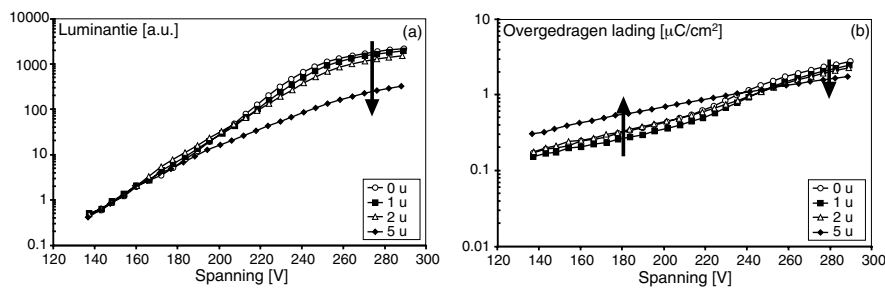 Luminantie [a.u.]
(a)
10000
1000
100
10
1
0.1
120 140 160 180 200 220 240 260 280 300
Spanning [V]
0 u
1 u
2 u
5 u
Overgedragen lading [μC/cm²]
(b)
10
1
0.1
0.01
120 140 160 180 200 220 240 260 280 300
Spanning [V]
0 u
1 u
2 u
5 u